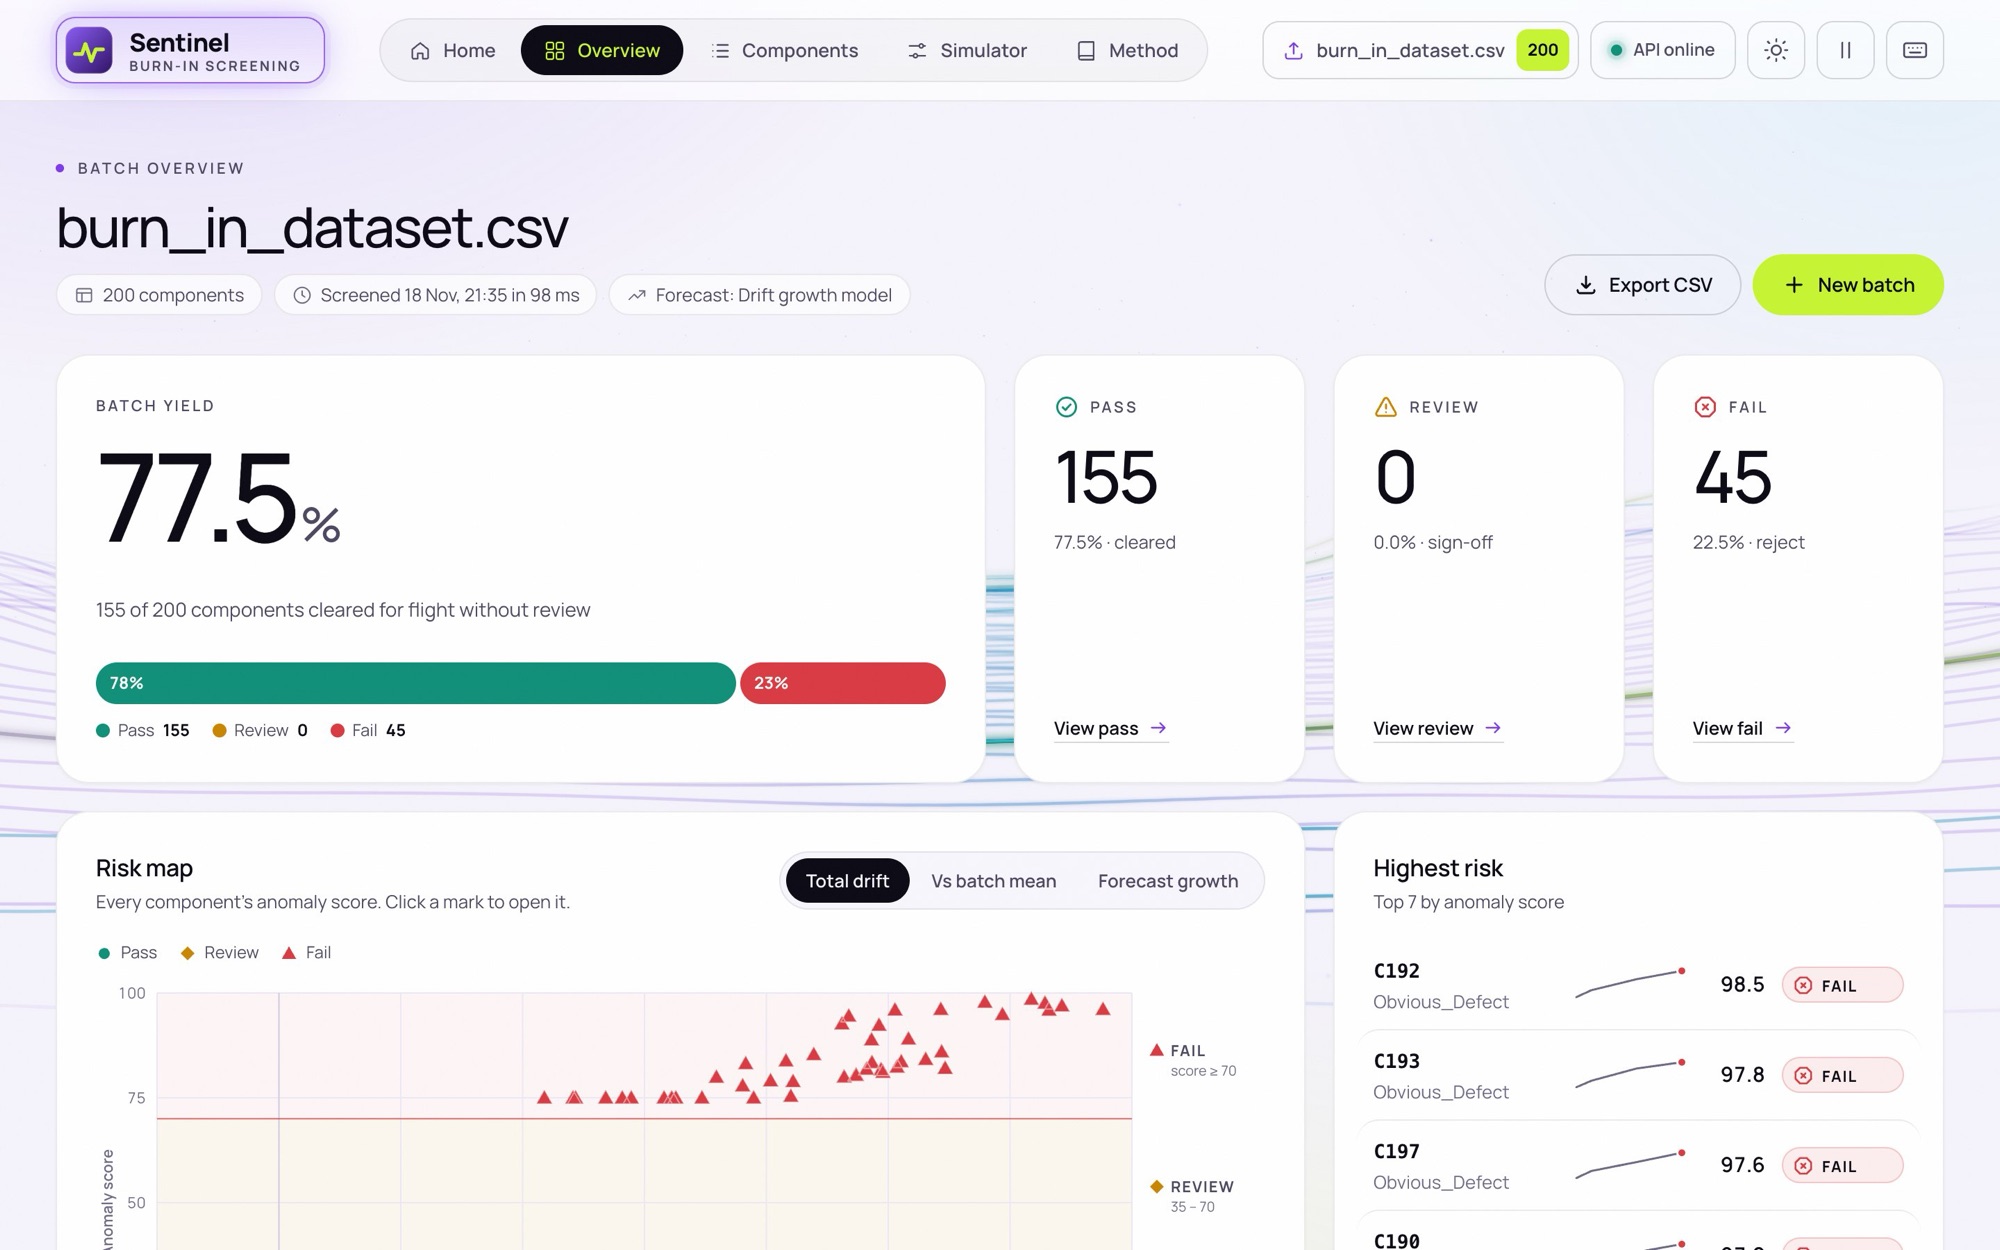 Sentinel
BURN-IN SCREENING
Home
Overview
Components
Simulator
Method
burn_in_dataset.csv 200
API online
BATCH OVERVIEW
burn_in_dataset.csv
200 components
Screened 18 Nov, 21:35 in 98 ms
Forecast: Drift growth model
Export CSV
New batch
BATCH YIELD
77.5%
155 of 200 components cleared for flight without review
78%
23%
Pass 155
Review 0
Fail 45
PASS
155
77.5% · cleared
View pass
REVIEW
0
0.0% · sign-off
View review
FAIL
45
22.5% · reject
View fail
Risk map
Every component's anomaly score. Click a mark to open it.
Total drift
Vs batch mean
Forecast growth
Pass
Review
Fail
100
75
50
Anomaly score
FAIL
score ≥ 70
REVIEW
35 – 70
Highest risk
Top 7 by anomaly score
C192
Obvious_Defect
98.5
FAIL
C193
Obvious_Defect
97.8
FAIL
C197
Obvious_Defect
97.6
FAIL
C190